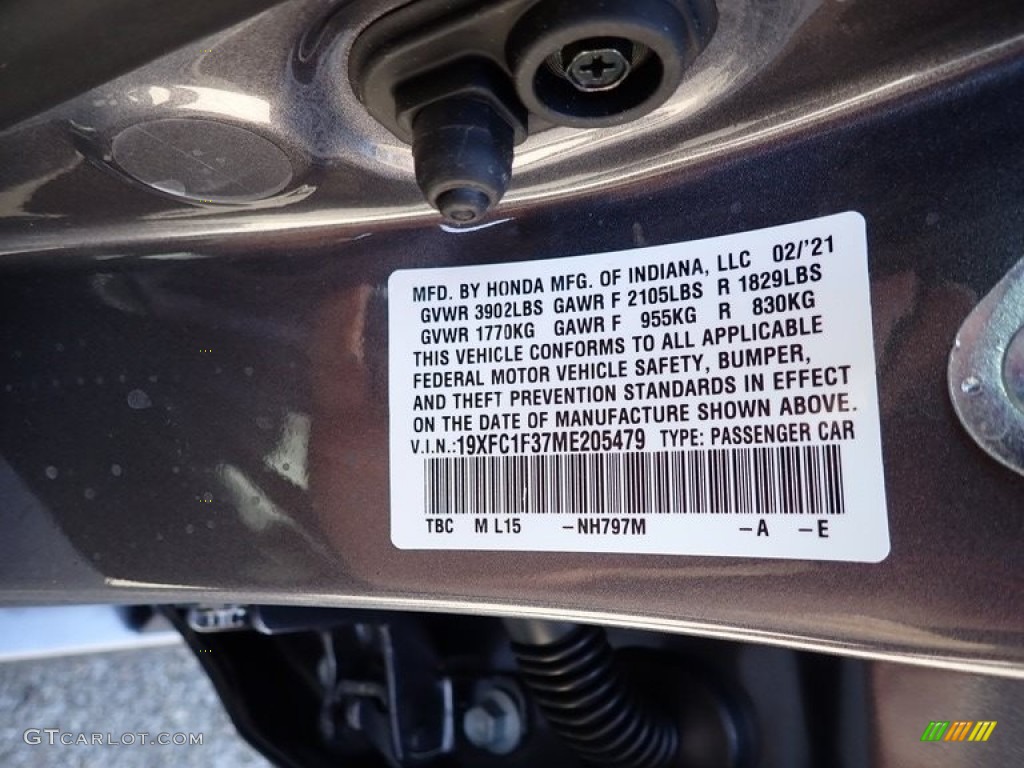 MFD. BY HONDA MFG. OF INDIANA, LLC 02/'21
GVWR 3902LBS GAWR F 2105LBS R 1829LBS
GVWR 1770KG GAWR F 955KG R 830KG
THIS VEHICLE CONFORMS TO ALL APPLICABLE
FEDERAL MOTOR VEHICLE SAFETY, BUMPER,
AND THEFT PREVENTION STANDARDS IN EFFECT
ON THE DATE OF MANUFACTURE SHOWN ABOVE.
V.I.N.:19XFC1F37ME205479 TYPE: PASSENGER CAR
TBC M L15 –NH797M –A –E
GTCARLOT.COM